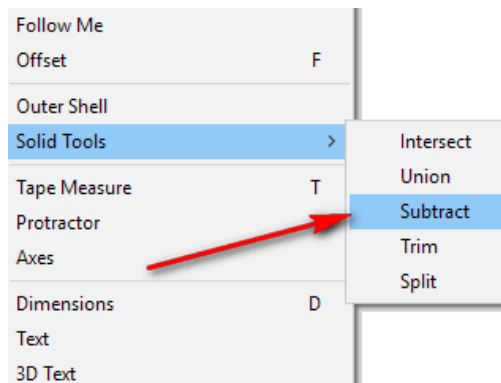 Follow Me
Offset F
Outer Shell
Solid Tools >
Intersect
Union
Subtract
Trim
Split
Tape Measure T
Protractor
Axes
Dimensions D
Text
3D Text